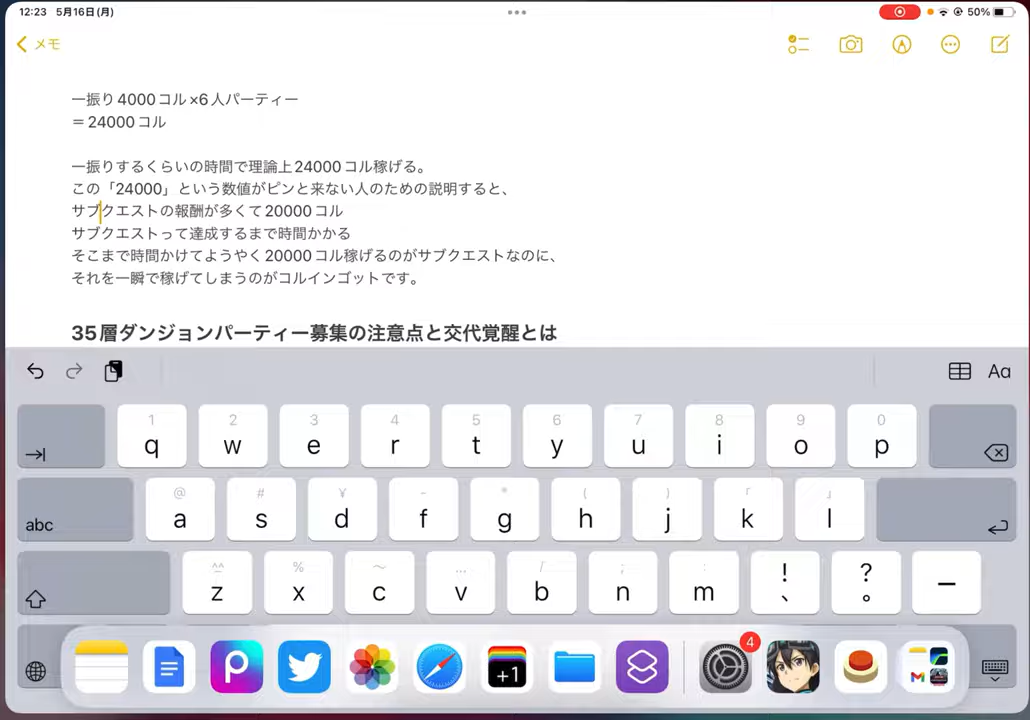 12:23 5月16日(月)
50%
メモ
一振り4000コル×6人パーティー
＝24000コル
一振りするくらいの時間で理論上24000コル稼げる。
この「24000」という数値がピンと来ない人のための説明すると、
サブクエストの報酬が多くて20000コル
サブクエストって達成するまで時間かかる
そこまで時間かけてようやく20000コル稼げるのがサブクエストなのに、
それを一瞬で稼げてしまうのがコルインゴットです。
35層ダンジョンパーティー募集の注意点と交代覚醒とは
Aa
1 2 3 4 5 6 7 8 9 0
q w e r t y u i o p
@ # ¥ - * ( ) 「 」
abc a s d f g h j k l
^^ % 〜 … / ; : ! ?
z x c v b n m 、 。 ー
+1
4